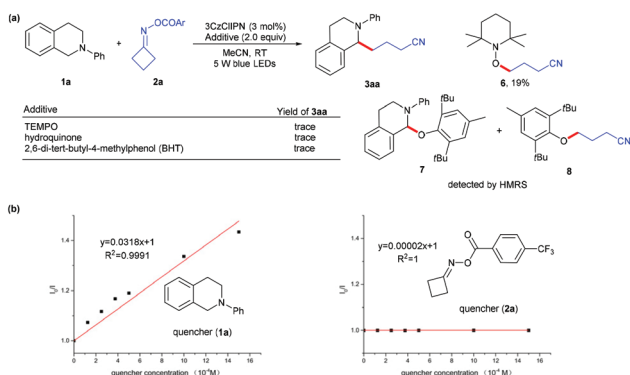 (a)
N
OCOAr
N
Ph
1a
+
2a
3CzClIPN (3 mol%)
Additive (2.0 equiv)
MeCN, RT
5 W blue LEDs
Ph
N
CN
3aa
N
O
CN
6, 19%
Additive Yield of 3aa
TEMPO trace
hydroquinone trace
2,6-di-tert-butyl-4-methylphenol (BHT) trace
tBu
N
Ph
O
tBu
7
+
tBu
O
CN
tBu
8
detected by HMRS
(b)
y=0.0318x+1
R2=0.9991
N
Ph
quencher (1a)
I0/I
1.4
1.2
1.0
0 2 4 6 8 10 12 14 16
quencher concentration (10-4 M)
y=0.00002x+1
R2=1
O
N
O
CF3
quencher (2a)
I0/I
1.4
1.2
1.0
0 2 4 6 8 10 12 14 16
quencher concentration (10-4 M)